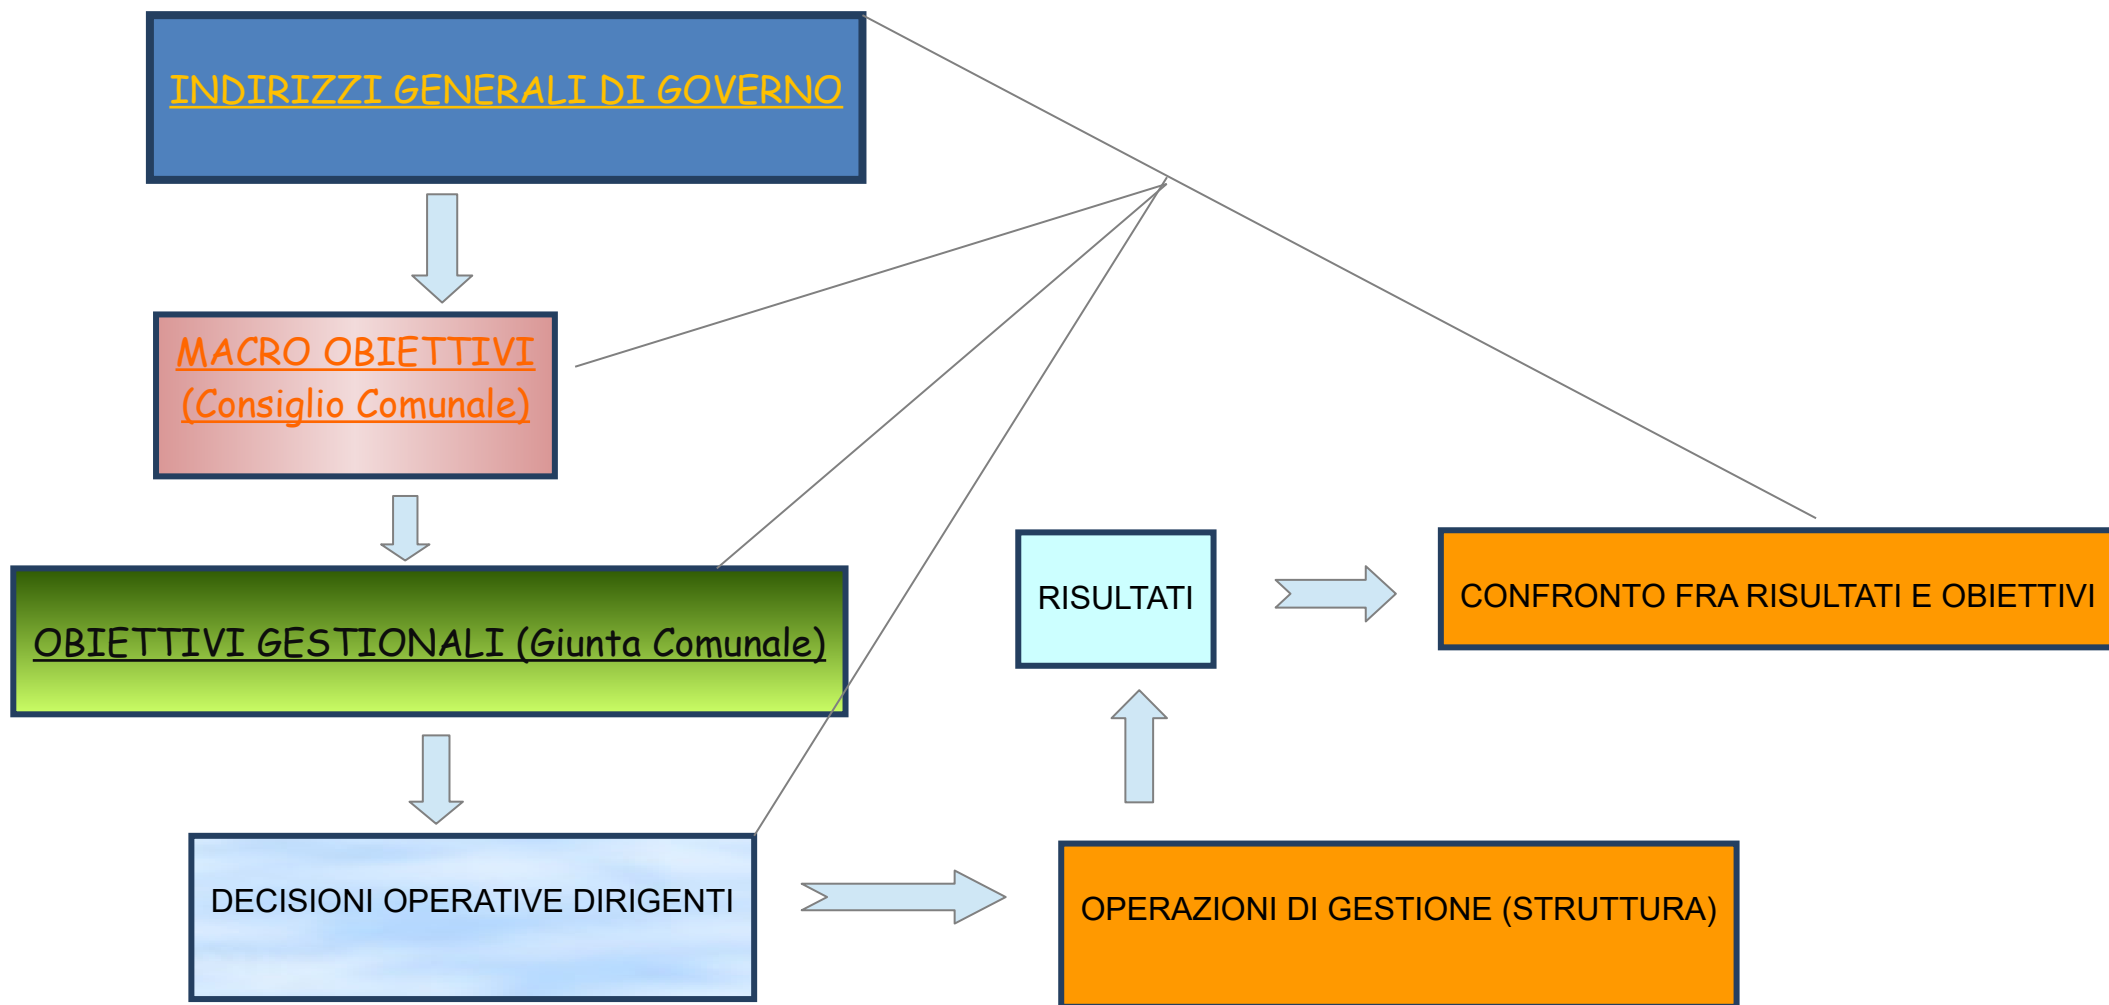 INDIRIZZI GENERALI DI GOVERNO
MACRO OBIETTIVI
(Consiglio Comunale)
OBIETTIVI GESTIONALI (Giunta Comunale)
DECISIONI OPERATIVE DIRIGENTI
OPERAZIONI DI GESTIONE (STRUTTURA)
RISULTATI
CONFRONTO FRA RISULTATI E OBIETTIVI